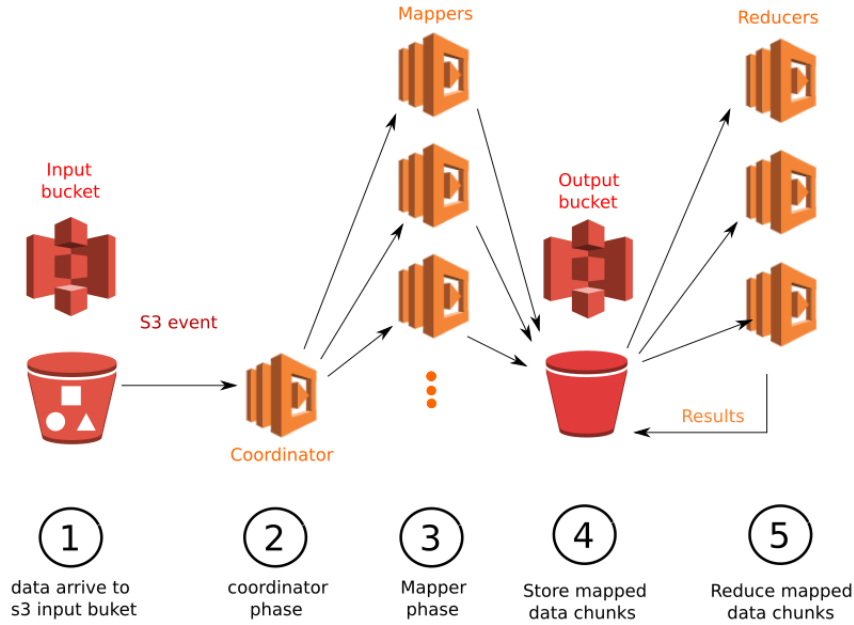 Mappers
Reducers
Input
bucket
Output
bucket
S3 event
Coordinator
Results
1
2
3
4
5
data arrive to
s3 input buket
coordinator
phase
Mapper
phase
Store mapped
data chunks
Reduce mapped
data chunks